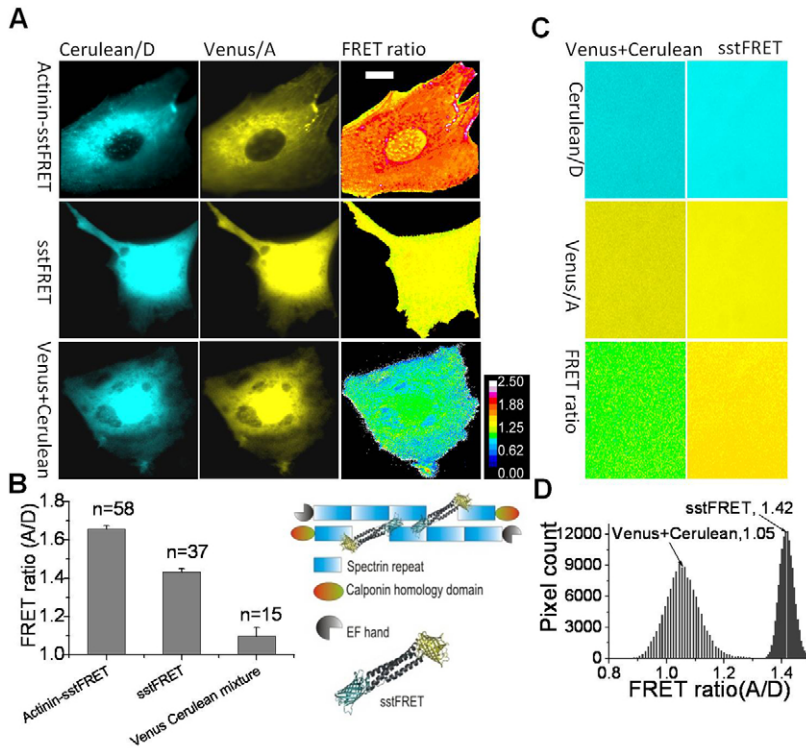 A
Cerulean/D Venus/A FRET ratio
Actinin-sstFRET
sstFRET
Venus+Cerulean
2.50
1.88
1.25
0.62
0.00
C
Venus+Cerulean sstFRET
Cerulean/D
Venus/A
FRET ratio
B
FRET ratio (A/D)
1.8
1.6
1.4
1.2
1.0
n=58
n=37
n=15
Actinin-sstFRET
sstFRET
Venus Cerulean mixture
Spectrin repeat
Calponin homology domain
EF hand
sstFRET
D
sstFRET, 1.42
Venus+Cerulean,1.05
Pixel count
12000
9000
6000
3000
0
0.8 1.0 1.2 1.4
FRET ratio(A/D)